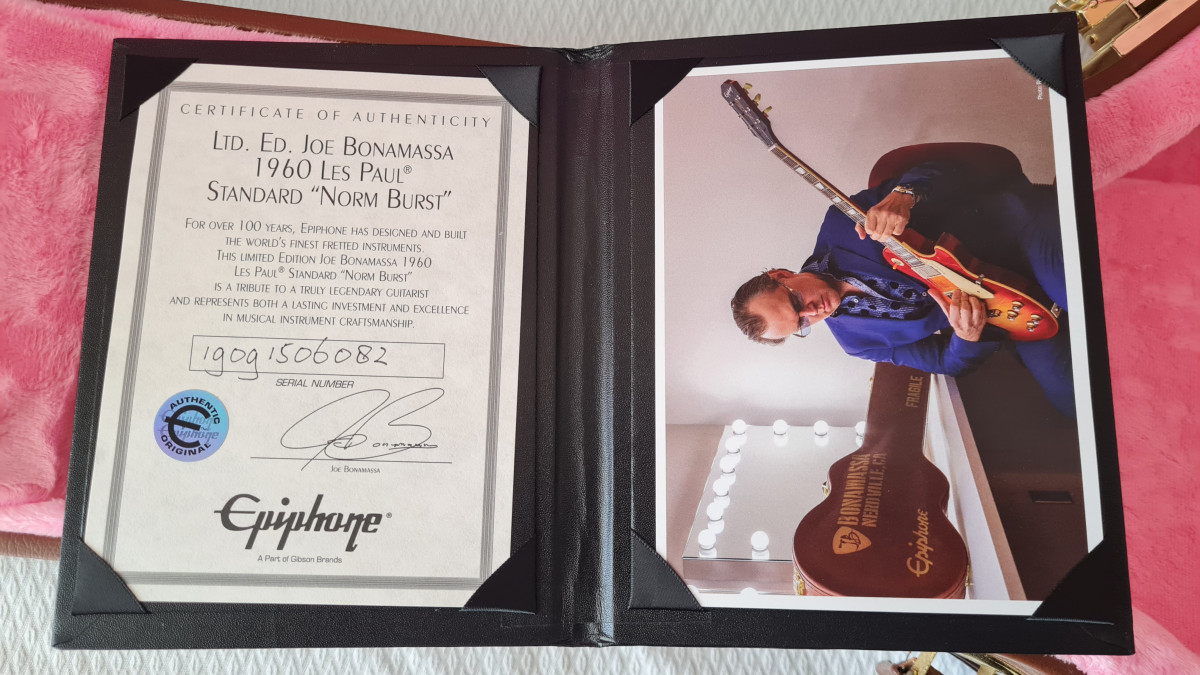 CERTIFICATE OF AUTHENTICITY
LTD. ED. JOE BONAMASSA
1960 LES PAUL®
STANDARD “NORM BURST”
FOR OVER 100 YEARS, EPIPHONE HAS DESIGNED AND BUILT
THE WORLD'S FINEST FRETTED INSTRUMENTS.
THIS LIMITED EDITION JOE BONAMASSA 1960
LES PAUL® STANDARD “NORM BURST”
IS A TRIBUTE TO A TRULY LEGENDARY GUITARIST
AND REPRESENTS BOTH A LASTING INVESTMENT AND EXCELLENCE
IN MUSICAL INSTRUMENT CRAFTSMANSHIP.
19091506082
SERIAL NUMBER
AUTHENTIC
Epiphone
ORIGINAL
JOE BONAMASSA
Epiphone®
A Part of Gibson Brands
FRAGILE
JB BONAMASSA
NERDVILLE, CA
Epiphone